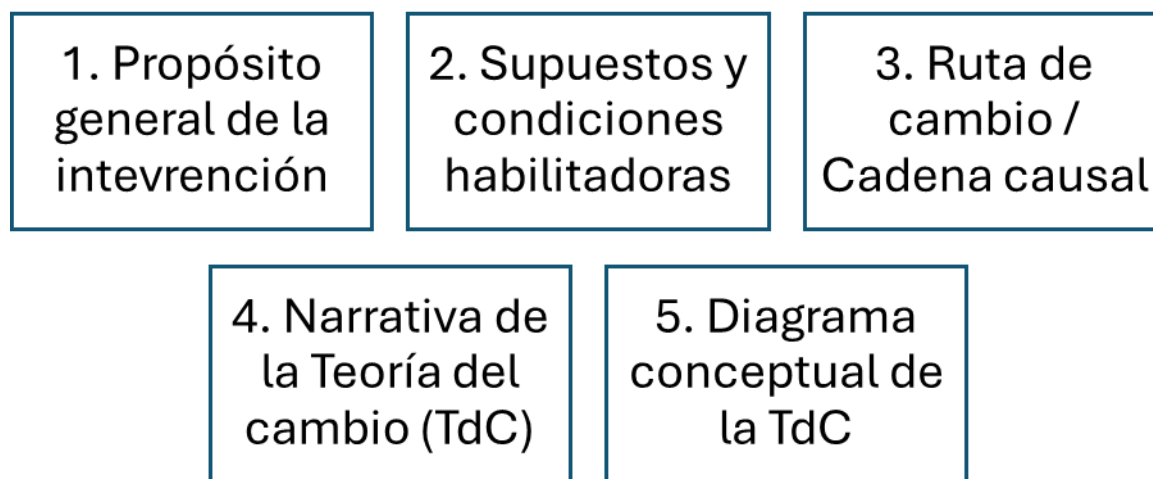 1. Propósito
general de la
intevrención
2. Supuestos y
condiciones
habilitadoras
3. Ruta de
cambio /
Cadena causal
4. Narrativa de
la Teoría del
cambio (TdC)
5. Diagrama
conceptual de
la TdC